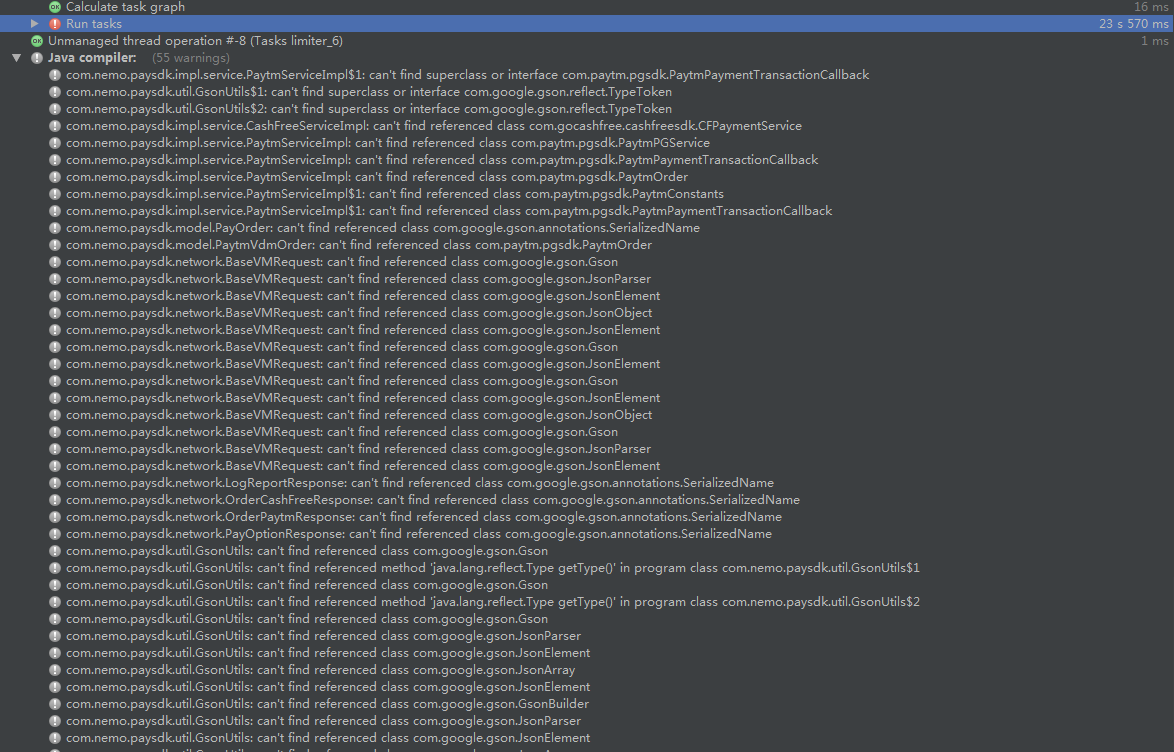 Calculate task graph 16 ms
Run tasks 23 s 570 ms
Unmanaged thread operation #-8 (Tasks limiter_6) 1 ms
Java compiler: (55 warnings)
com.nemo.paysdk.impl.service.PaytmServiceImpl$1: can't find superclass or interface com.paytm.pgsdk.PaytmPaymentTransactionCallback
com.nemo.paysdk.util.GsonUtils$1: can't find superclass or interface com.google.gson.reflect.TypeToken
com.nemo.paysdk.util.GsonUtils$2: can't find superclass or interface com.google.gson.reflect.TypeToken
com.nemo.paysdk.impl.service.CashFreeServiceImpl: can't find referenced class com.gocashfree.cashfreesdk.CFPaymentService
com.nemo.paysdk.impl.service.PaytmServiceImpl: can't find referenced class com.paytm.pgsdk.PaytmPGService
com.nemo.paysdk.impl.service.PaytmServiceImpl: can't find referenced class com.paytm.pgsdk.PaytmPaymentTransactionCallback
com.nemo.paysdk.impl.service.PaytmServiceImpl: can't find referenced class com.paytm.pgsdk.PaytmOrder
com.nemo.paysdk.impl.service.PaytmServiceImpl$1: can't find referenced class com.paytm.pgsdk.PaytmConstants
com.nemo.paysdk.impl.service.PaytmServiceImpl$1: can't find referenced class com.paytm.pgsdk.PaytmPaymentTransactionCallback
com.nemo.paysdk.model.PayOrder: can't find referenced class com.google.gson.annotations.SerializedName
com.nemo.paysdk.model.PaytmVdmOrder: can't find referenced class com.paytm.pgsdk.PaytmOrder
com.nemo.paysdk.network.BaseVMRequest: can't find referenced class com.google.gson.Gson
com.nemo.paysdk.network.BaseVMRequest: can't find referenced class com.google.gson.JsonParser
com.nemo.paysdk.network.BaseVMRequest: can't find referenced class com.google.gson.JsonElement
com.nemo.paysdk.network.BaseVMRequest: can't find referenced class com.google.gson.JsonObject
com.nemo.paysdk.network.BaseVMRequest: can't find referenced class com.google.gson.JsonElement
com.nemo.paysdk.network.BaseVMRequest: can't find referenced class com.google.gson.Gson
com.nemo.paysdk.network.BaseVMRequest: can't find referenced class com.google.gson.JsonElement
com.nemo.paysdk.network.BaseVMRequest: can't find referenced class com.google.gson.Gson
com.nemo.paysdk.network.BaseVMRequest: can't find referenced class com.google.gson.JsonElement
com.nemo.paysdk.network.BaseVMRequest: can't find referenced class com.google.gson.JsonObject
com.nemo.paysdk.network.BaseVMRequest: can't find referenced class com.google.gson.Gson
com.nemo.paysdk.network.BaseVMRequest: can't find referenced class com.google.gson.JsonParser
com.nemo.paysdk.network.BaseVMRequest: can't find referenced class com.google.gson.JsonElement
com.nemo.paysdk.network.LogReportResponse: can't find referenced class com.google.gson.annotations.SerializedName
com.nemo.paysdk.network.OrderCashFreeResponse: can't find referenced class com.google.gson.annotations.SerializedName
com.nemo.paysdk.network.OrderPaytmResponse: can't find referenced class com.google.gson.annotations.SerializedName
com.nemo.paysdk.network.PayOptionResponse: can't find referenced class com.google.gson.annotations.SerializedName
com.nemo.paysdk.util.GsonUtils: can't find referenced class com.google.gson.Gson
com.nemo.paysdk.util.GsonUtils: can't find referenced method 'java.lang.reflect.Type getType()' in program class com.nemo.paysdk.util.GsonUtils$1
com.nemo.paysdk.util.GsonUtils: can't find referenced class com.google.gson.Gson
com.nemo.paysdk.util.GsonUtils: can't find referenced method 'java.lang.reflect.Type getType()' in program class com.nemo.paysdk.util.GsonUtils$2
com.nemo.paysdk.util.GsonUtils: can't find referenced class com.google.gson.Gson
com.nemo.paysdk.util.GsonUtils: can't find referenced class com.google.gson.JsonParser
com.nemo.paysdk.util.GsonUtils: can't find referenced class com.google.gson.JsonElement
com.nemo.paysdk.util.GsonUtils: can't find referenced class com.google.gson.JsonArray
com.nemo.paysdk.util.GsonUtils: can't find referenced class com.google.gson.JsonElement
com.nemo.paysdk.util.GsonUtils: can't find referenced class com.google.gson.GsonBuilder
com.nemo.paysdk.util.GsonUtils: can't find referenced class com.google.gson.JsonParser
com.nemo.paysdk.util.GsonUtils: can't find referenced class com.google.gson.JsonElement